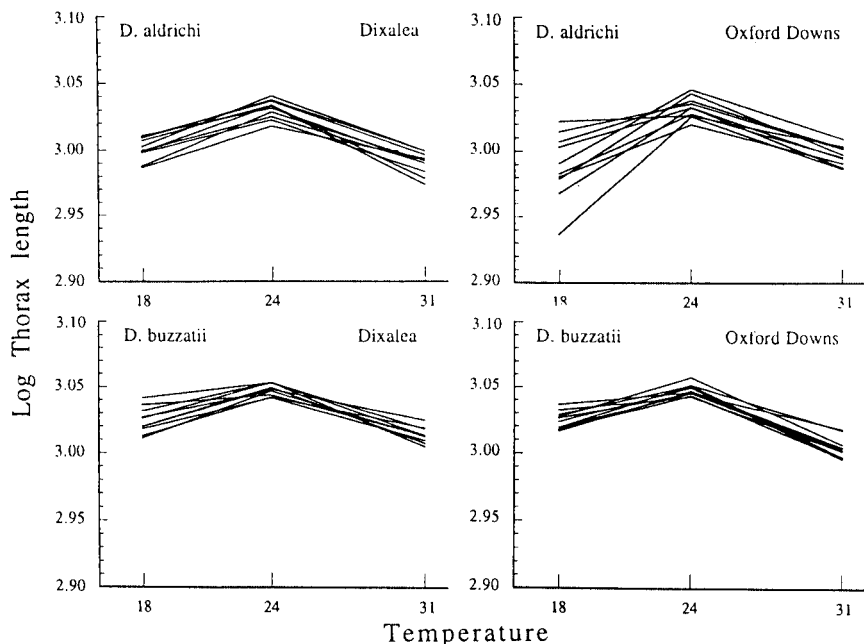 D. aldrichi Dixalea
3.10
3.05
3.00
2.95
2.90
18 24 31
D. aldrichi Oxford Downs
3.10
3.05
3.00
2.95
2.90
18 24 31
D. buzzatii Dixalea
3.10
3.05
3.00
2.95
2.90
18 24 31
D. buzzatii Oxford Downs
3.10
3.05
3.00
2.95
2.90
18 24 31
Log Thorax length
Temperature